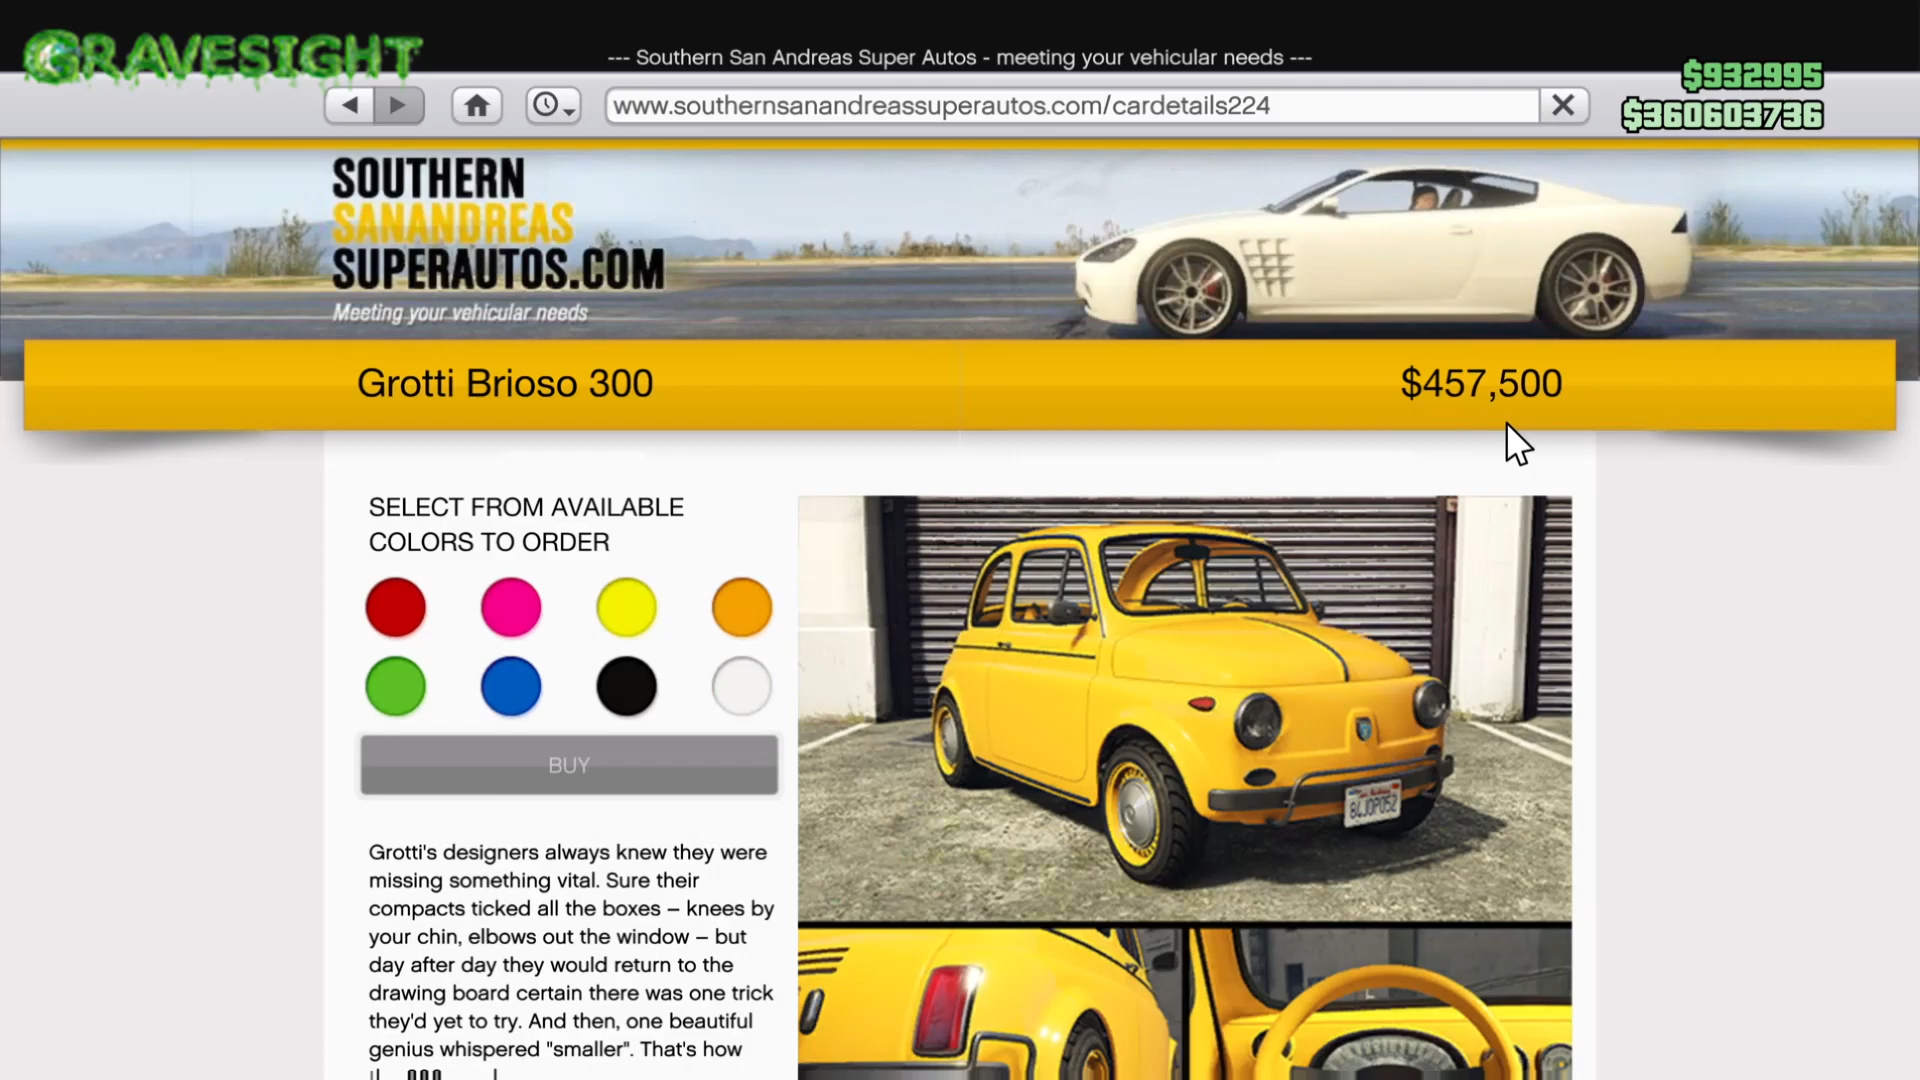 GRAVESIGHT
--- Southern San Andreas Super Autos - meeting your vehicular needs ---
$932995
www.southernsanandreassuperautos.com/cardetails224
$360603736
SOUTHERN
SANANDREAS
SUPERAUTOS.COM
Meeting your vehicular needs
Grotti Brioso 300
$457,500
SELECT FROM AVAILABLE
COLORS TO ORDER
BUY
84JOP052
Grotti's designers always knew they were
missing something vital. Sure their
compacts ticked all the boxes – knees by
your chin, elbows out the window – but
day after day they would return to the
drawing board certain there was one trick
they'd yet to try. And then, one beautiful
genius whispered "smaller". That's how